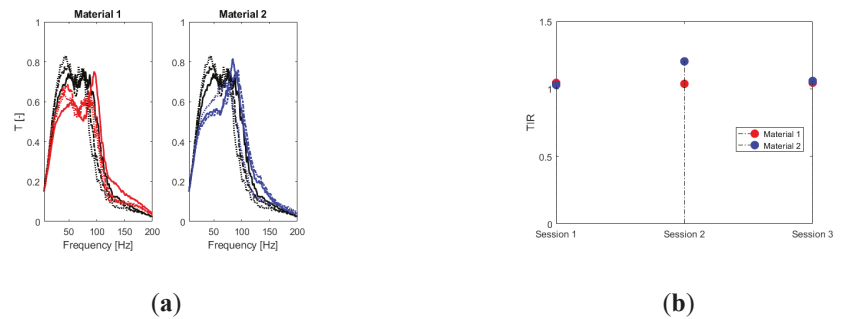 Material 1
Material 2
1
0.8
0.6
0.4
0.2
0
T [-]
50
100
150
200
Frequency [Hz]
1
0.8
0.6
0.4
0.2
0
50
100
150
200
Frequency [Hz]
(a)
1.5
1
0.5
0
TIR
Material 1
Material 2
Session 1
Session 2
Session 3
(b)